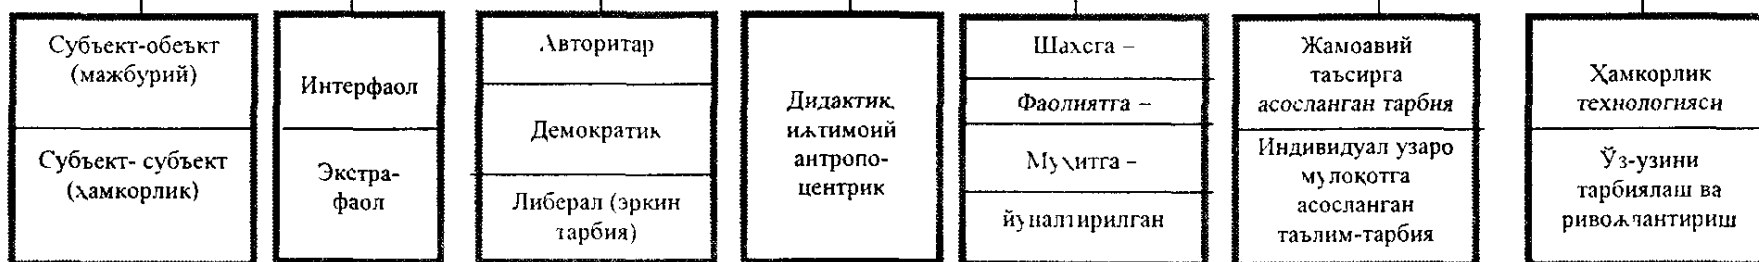 Субъект-обеъкт
(мажбурий)
Субъект- субъект
(ҳамкорлик)
Интерфаол
Экстра-
фаол
Авторитар
Демократик
Либерал (эркин
тарбия)
Дидактик,
ижтимоий
антропо-
центрик
Шахсга –
Фаолиятга –
Муҳитга –
йуналтирилган
Жамоавий
таъсирга
асосланган тарбия
Индивидуал узаро
мулоқотга
асосланган
таълим-тарбия
Ҳамкорлик
технологияси
Ўз-узини
тарбиялаш ва
ривожлантириш